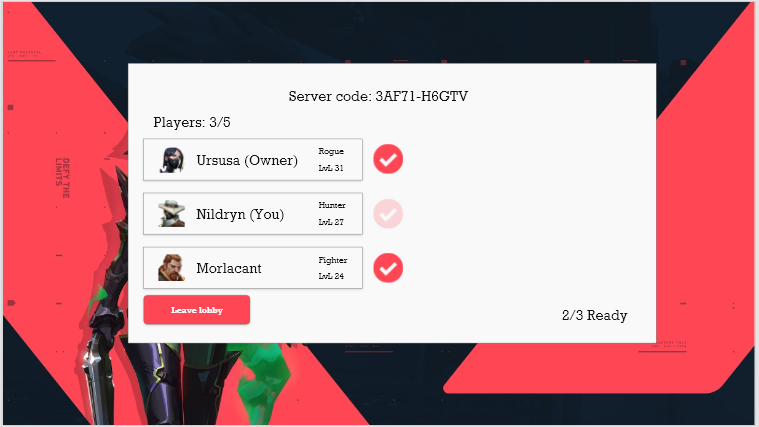 Server code: 3AF71-H6GTV
Players: 3/5
Ursusa (Owner)
Rogue
LvL 31
Nildryn (You)
Hunter
LvL 27
Morlacant
Fighter
LvL 24
Leave lobby
2/3 Ready
DEFY THE
LIMITS